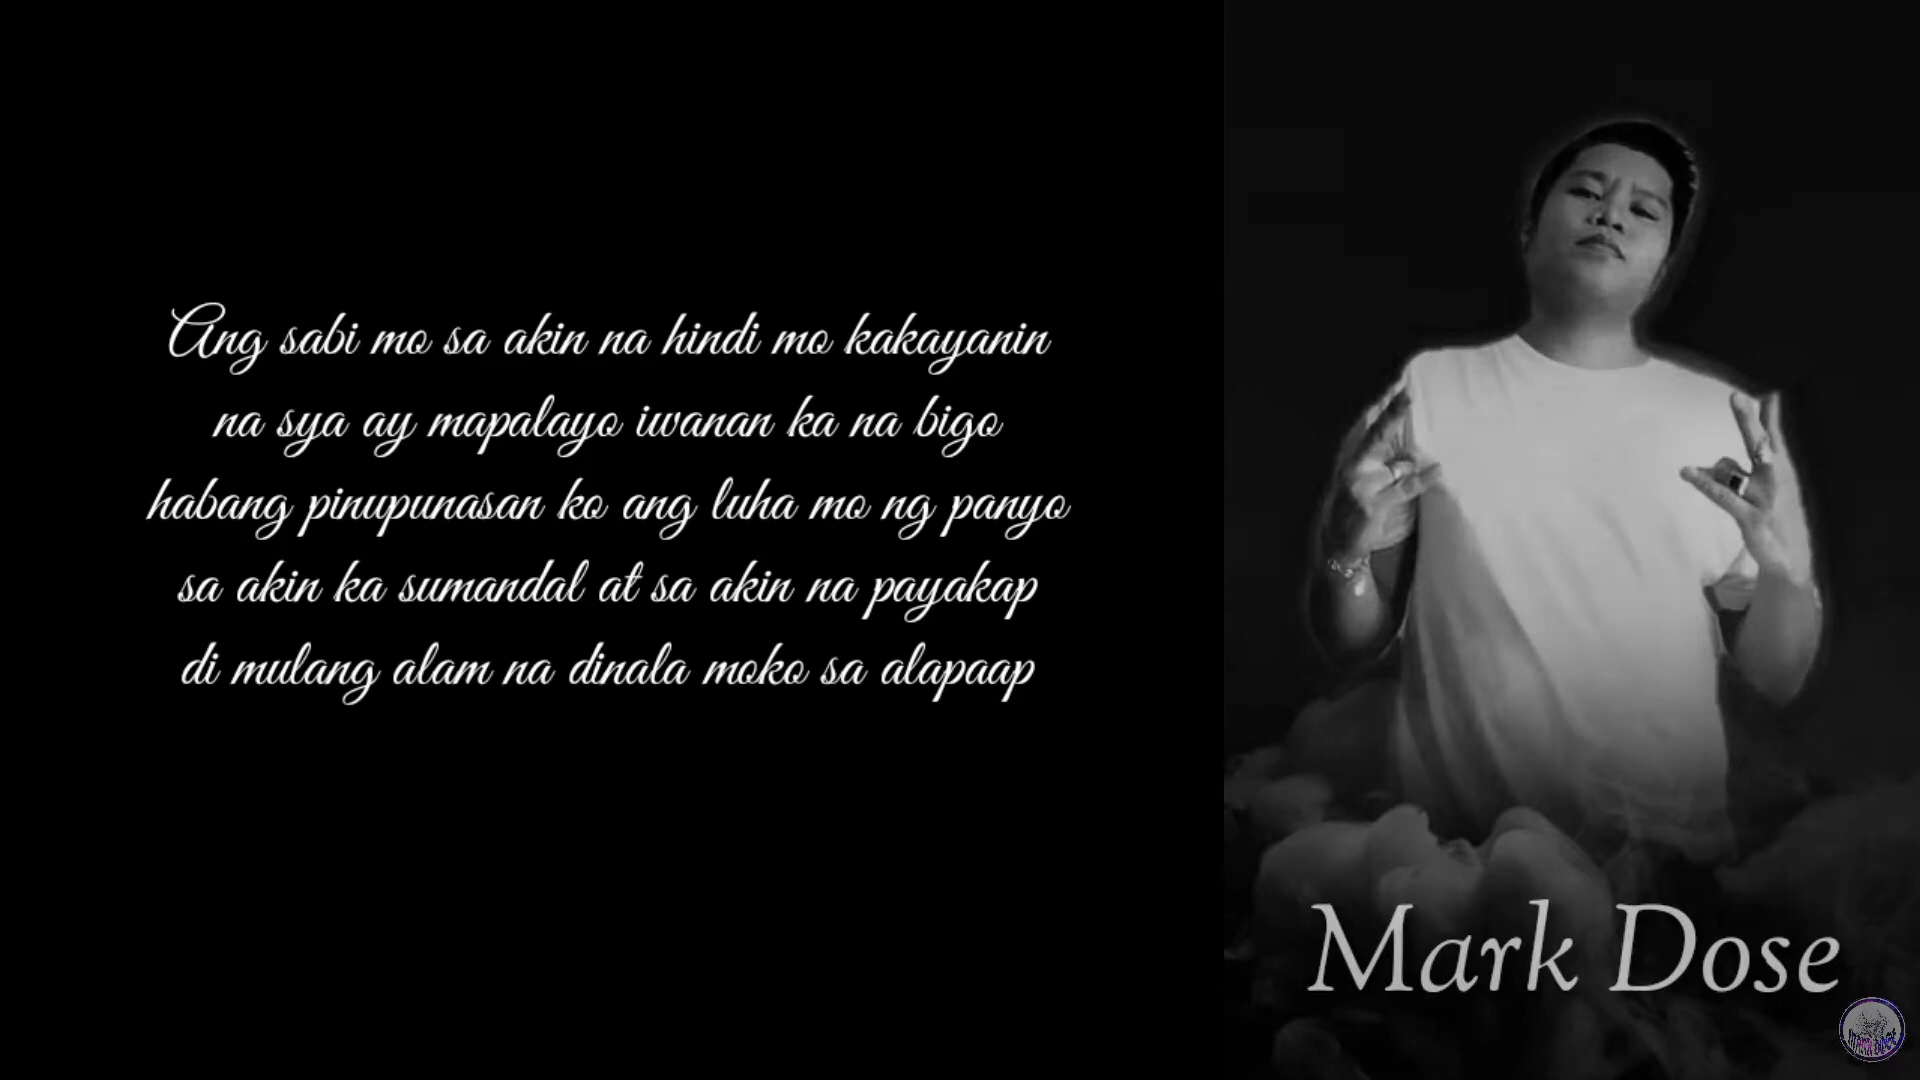 Ang sabi mo sa akin na hindi mo kakayanin
na sya ay mapalayo iwanan ka na bigo
habang pinupunasan ko ang luha mo ng panyo
sa akin ka sumandal at sa akin na payakap
di mulang alam na dinala moko sa alapaap
Mark Dose